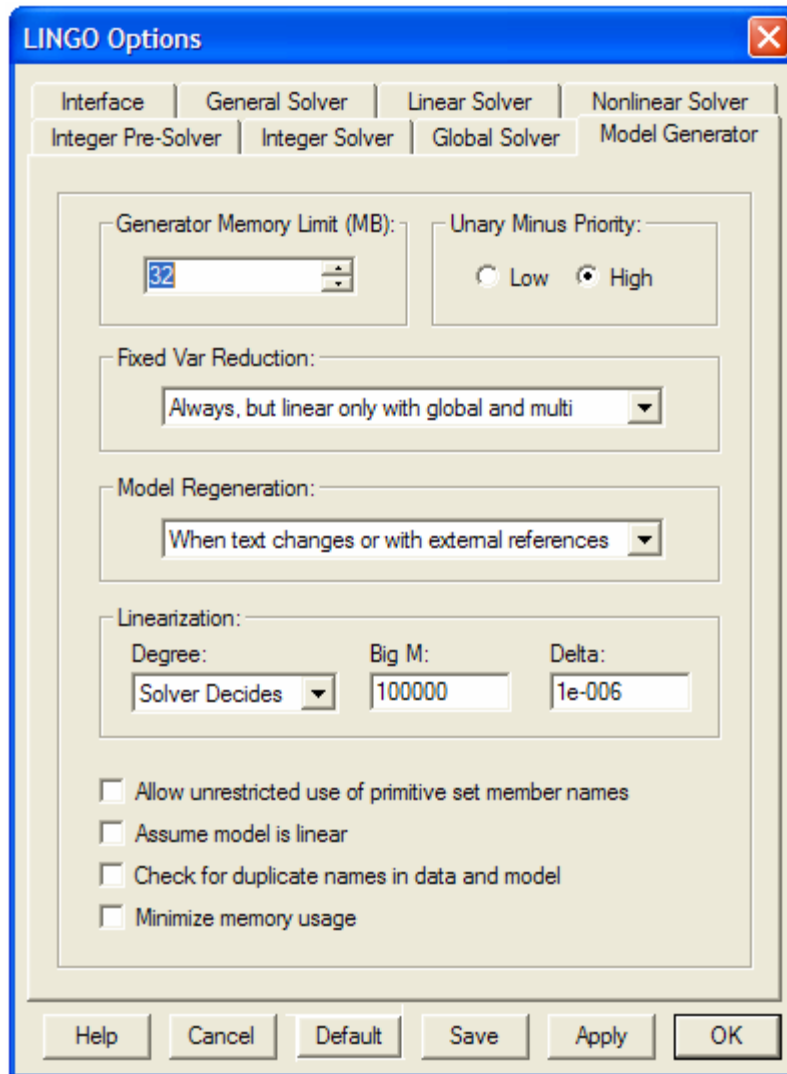 LINGO Options
Interface General Solver Linear Solver Nonlinear Solver
Integer Pre-Solver Integer Solver Global Solver Model Generator
Generator Memory Limit (MB): Unary Minus Priority:
32 Low High
Fixed Var Reduction:
Always, but linear only with global and multi
Model Regeneration:
When text changes or with external references
Linearization:
Degree: Big M: Delta:
Solver Decides 100000 1e-006
Allow unrestricted use of primitive set member names
Assume model is linear
Check for duplicate names in data and model
Minimize memory usage
Help Cancel Default Save Apply OK